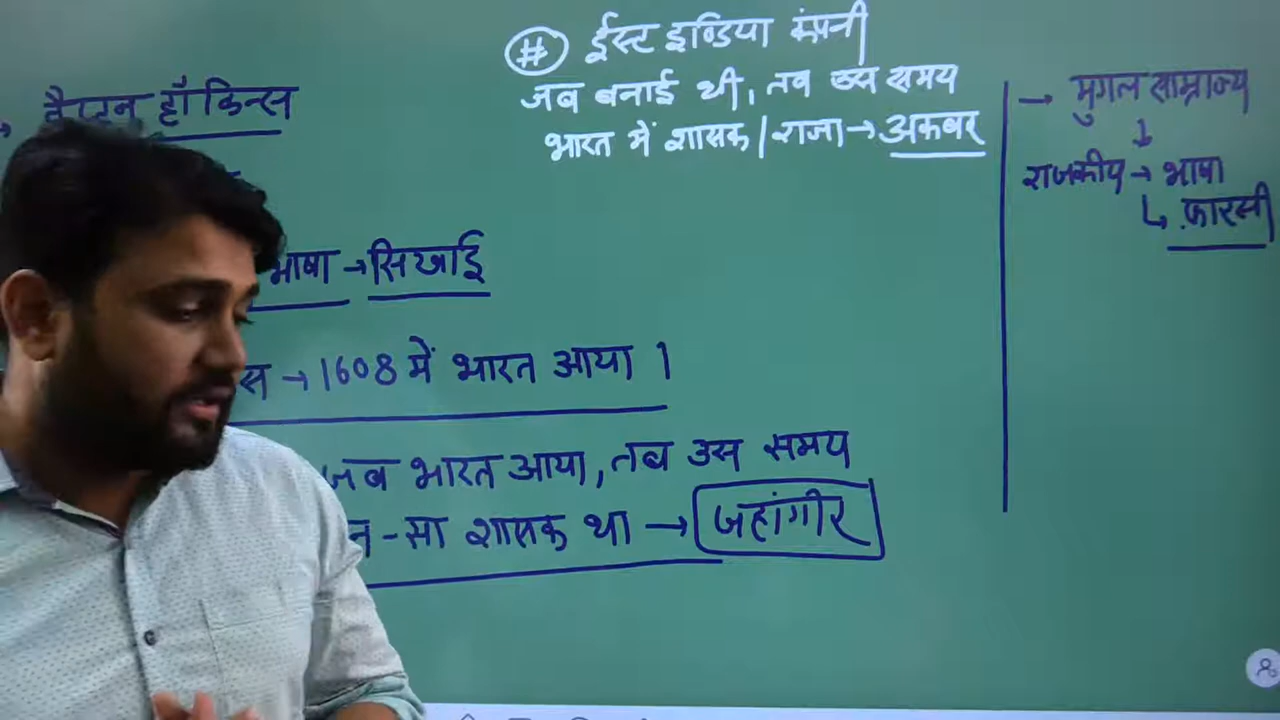 # ईस्ट इण्डिया कंपनी
जब बनाई थी, तब उस समय
भारत में शासक / राजा → अकबर
→ कैप्टन हॉकिन्स
भाषा → सिखाई
स → 1608 में भारत आया ।
जब भारत आया, तब उस समय
न - सा शासक था → जहांगीर
→ मुगल साम्राज्य
↓
राजकीय → भाषा
↳ फ़ारसी